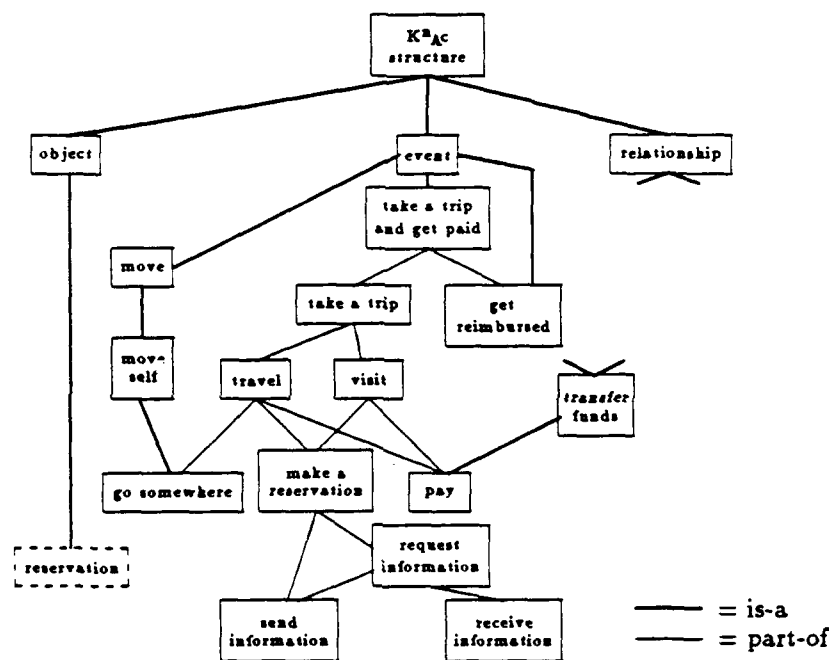 KⁿAc
structure
object
event
relationship
take a trip
and get paid
move
take a trip
get
reimbursed
move
self
travel
visit
transfer
funds
go somewhere
make a
reservation
pay
reservation
request
information
send
information
receive
information
= is-a
= part-of